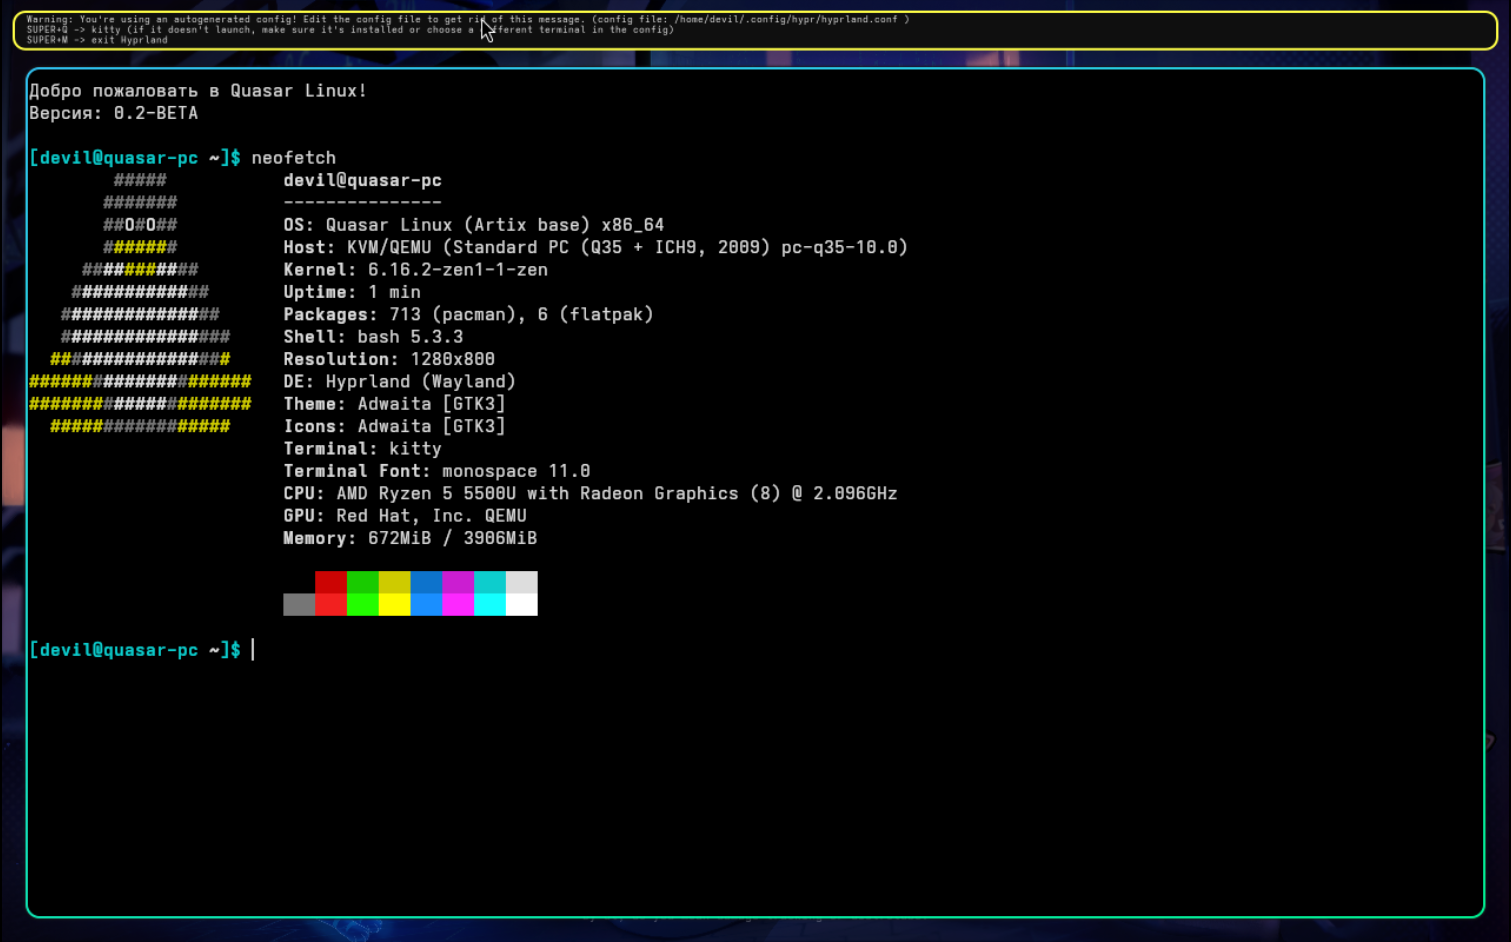 Warning: You're using an autogenerated config! Edit the config file to get rid of this message. (config file: /home/devil/.config/hypr/hyprland.conf )
SUPER+Q -> kitty (if it doesn't launch, make sure it's installed or choose a different terminal in the config)
SUPER+M -> exit Hyprland
Добро пожаловать в Quasar Linux!
Версия: 0.2-BETA
[devil@quasar-pc ~]$ neofetch
##### devil@quasar-pc
####### ---------------
##O#O## OS: Quasar Linux (Artix base) x86_64
####### Host: KVM/QEMU (Standard PC (Q35 + ICH9, 2009) pc-q35-10.0)
########### Kernel: 6.16.2-zen1-1-zen
############# Uptime: 1 min
############### Packages: 713 (pacman), 6 (flatpak)
################ Shell: bash 5.3.3
################# Resolution: 1280x800
##################### DE: Hyprland (Wayland)
##################### Theme: Adwaita [GTK3]
################# Icons: Adwaita [GTK3]
Terminal: kitty
Terminal Font: monospace 11.0
CPU: AMD Ryzen 5 5500U with Radeon Graphics (8) @ 2.096GHz
GPU: Red Hat, Inc. QEMU
Memory: 672MiB / 3906MiB
[devil@quasar-pc ~]$